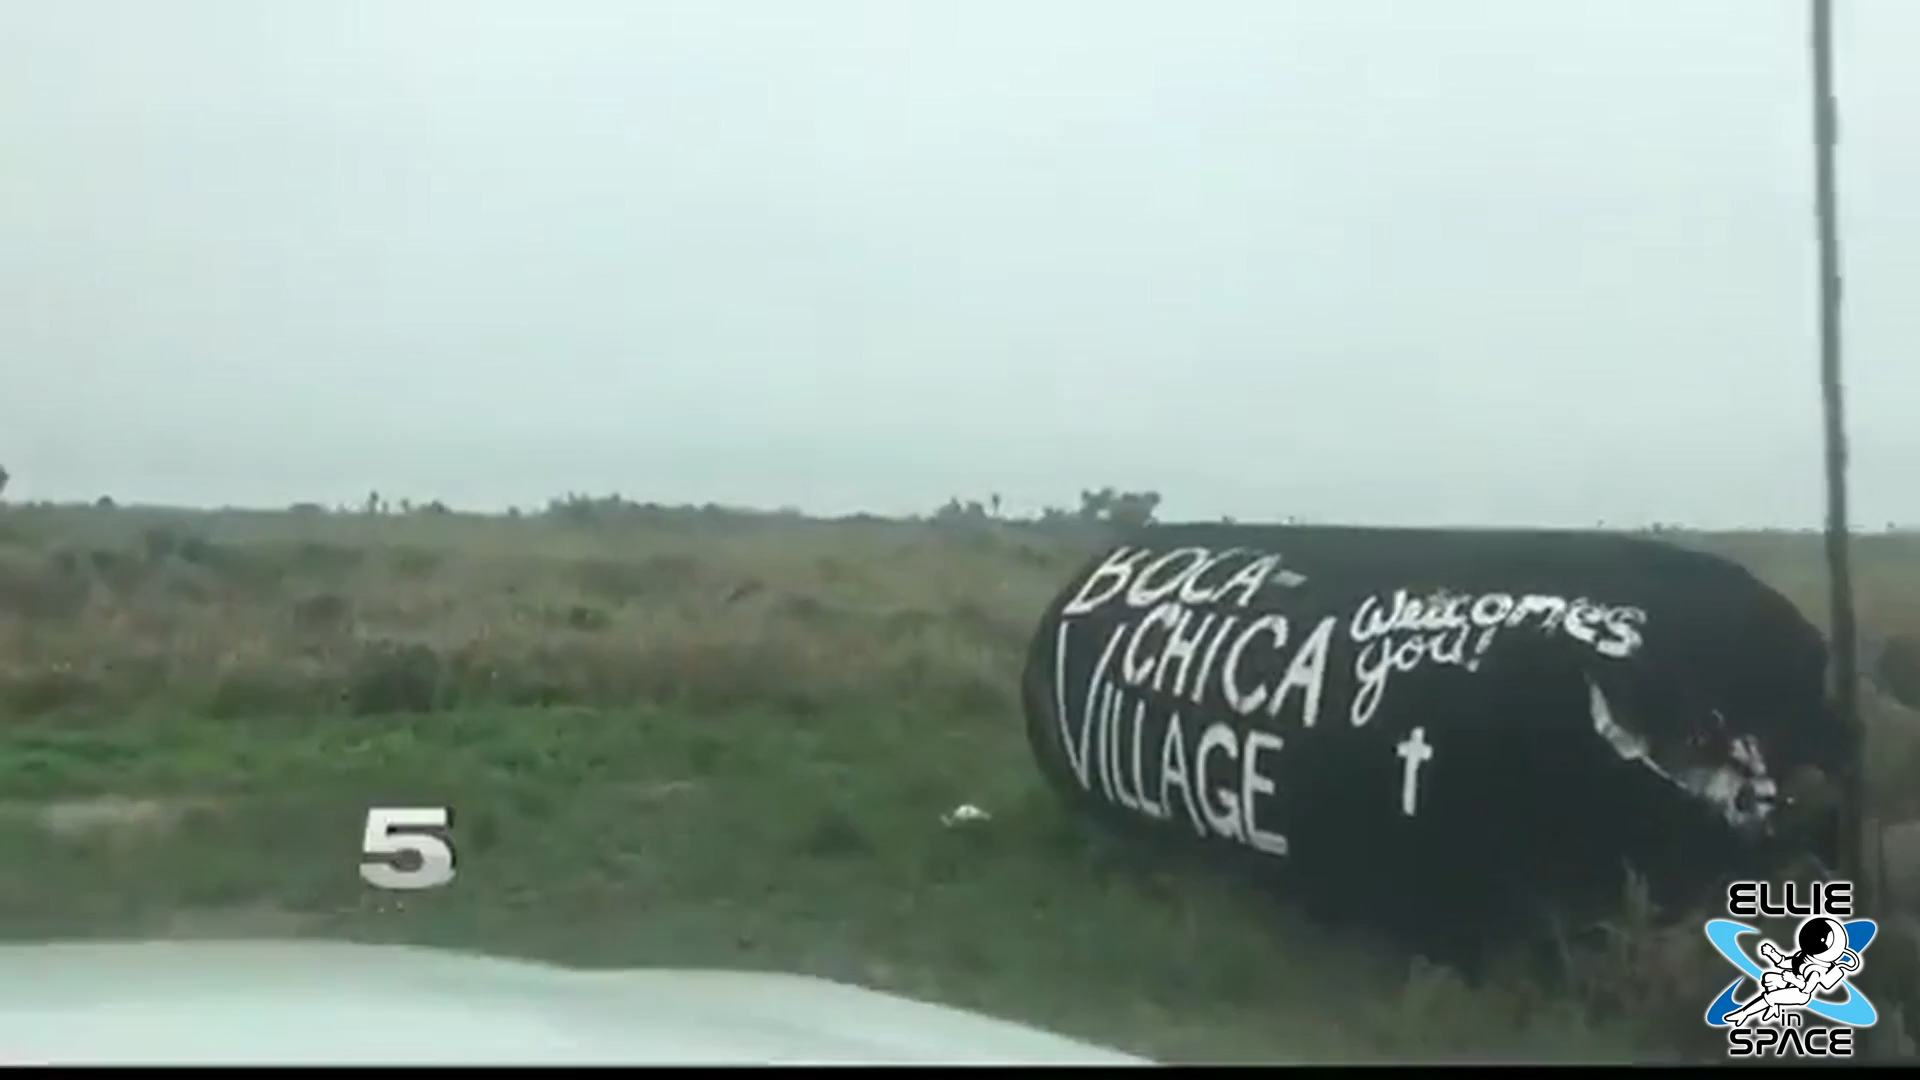 BOCA-
CHICA
VILLAGE
Welcomes
you!
5
ELLIE
in
SPACE